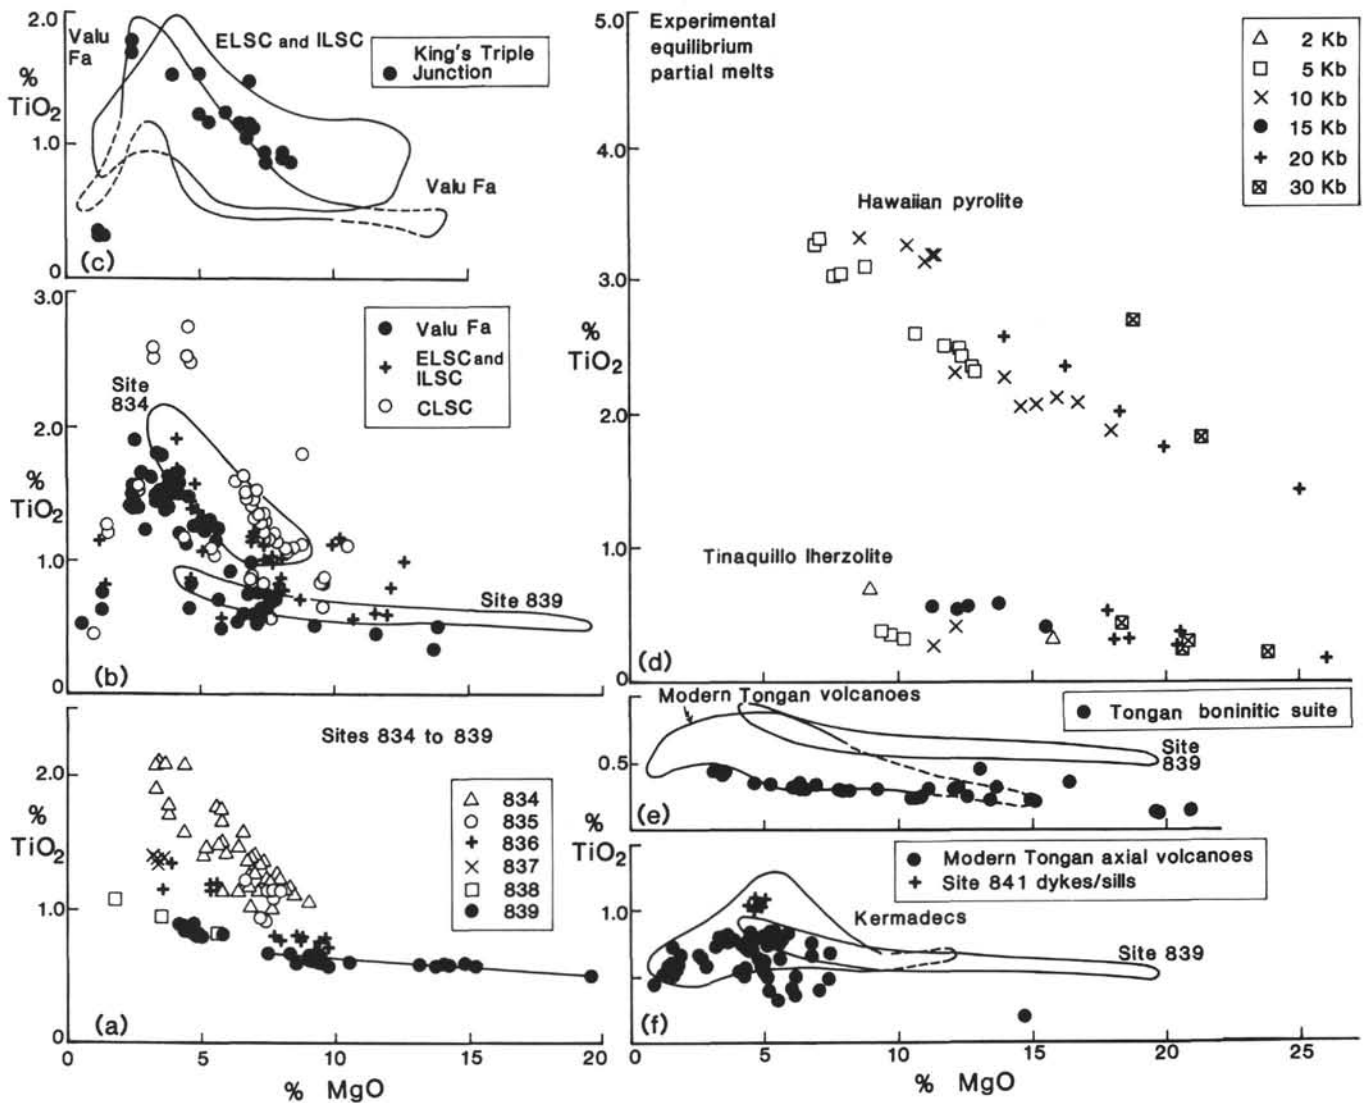 2.0
Valu
Fa
ELSC and ILSC
King's Triple
Junction
%
TiO2
1.0
Valu Fa
(c)
0
3.0
Valu Fa
ELSC and
ILSC
CLSC
Site
834
2.0
%
TiO2
1.0
Site 839
(b)
0
Sites 834 to 839
2.0
834
835
836
837
838
839
%
TiO2
1.0
(a)
0
0
5
10
15
20
% MgO
5.0
Experimental
equilibrium
partial melts
2 Kb
5 Kb
10 Kb
15 Kb
20 Kb
30 Kb
4.0
Hawaiian pyrolite
3.0
%
TiO2
2.0
1.0
Tinaquillo lherzolite
(d)
0
Modern Tongan volcanoes
Tongan boninitic suite
Site
839
0.5
(e)
0
%
TiO2
Modern Tongan axial volcanoes
Site 841 dykes/sills
1.0
Kermadecs
Site 839
(f)
0
5
10
15
20
25
% MgO